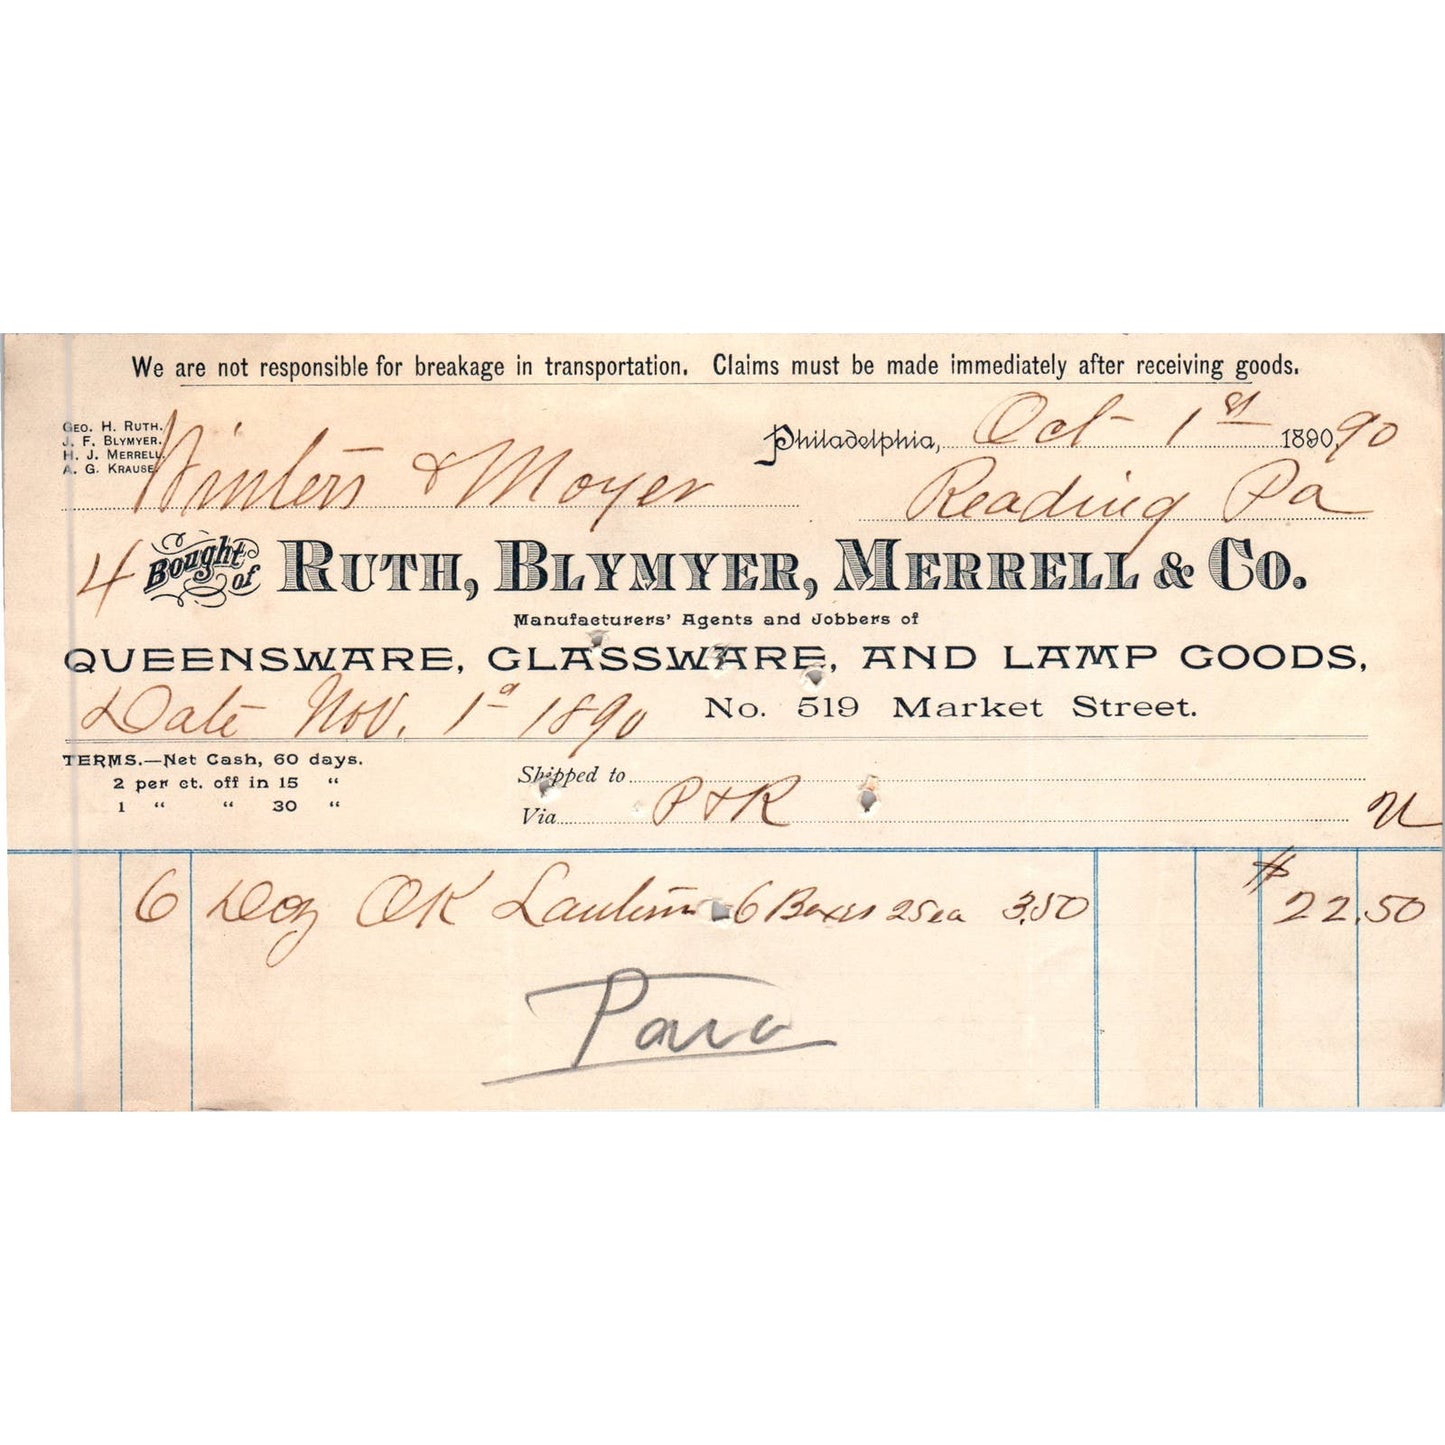 We are not responsible for breakage in transportation. Claims must be made immediately after receiving goods.
GEO. H. RUTH.
J. F. BLYMYER.
H. J. MERRELL.
A. G. KRAUSE.
Philadelphia, Oct 1st 1890, 90
Winters & Moyer Reading Pa
4 Bought of RUTH, BLYMYER, MERRELL & CO.
Manufacturers' Agents and Jobbers of
QUEENSWARE, GLASSWARE, AND LAMP GOODS,
Date Nov. 1st 1890 No. 519 Market Street.
TERMS.—Net Cash, 60 days.
2 per ct. off in 15 "
1 " " 30 "
Shipped to
Via P & R
6 Doz OK 6 Boxes 25 ea 3.50 $ 22.50